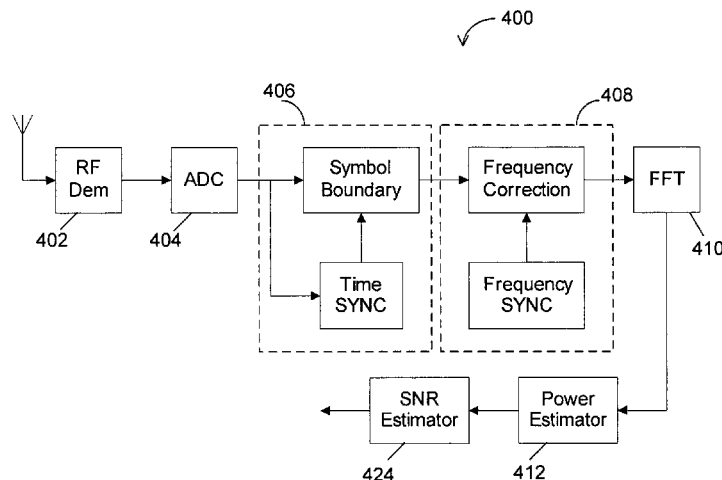 400
406
408
RF
Dem
402
ADC
404
Symbol
Boundary
Time
SYNC
Frequency
Correction
Frequency
SYNC
FFT
410
SNR
Estimator
424
Power
Estimator
412